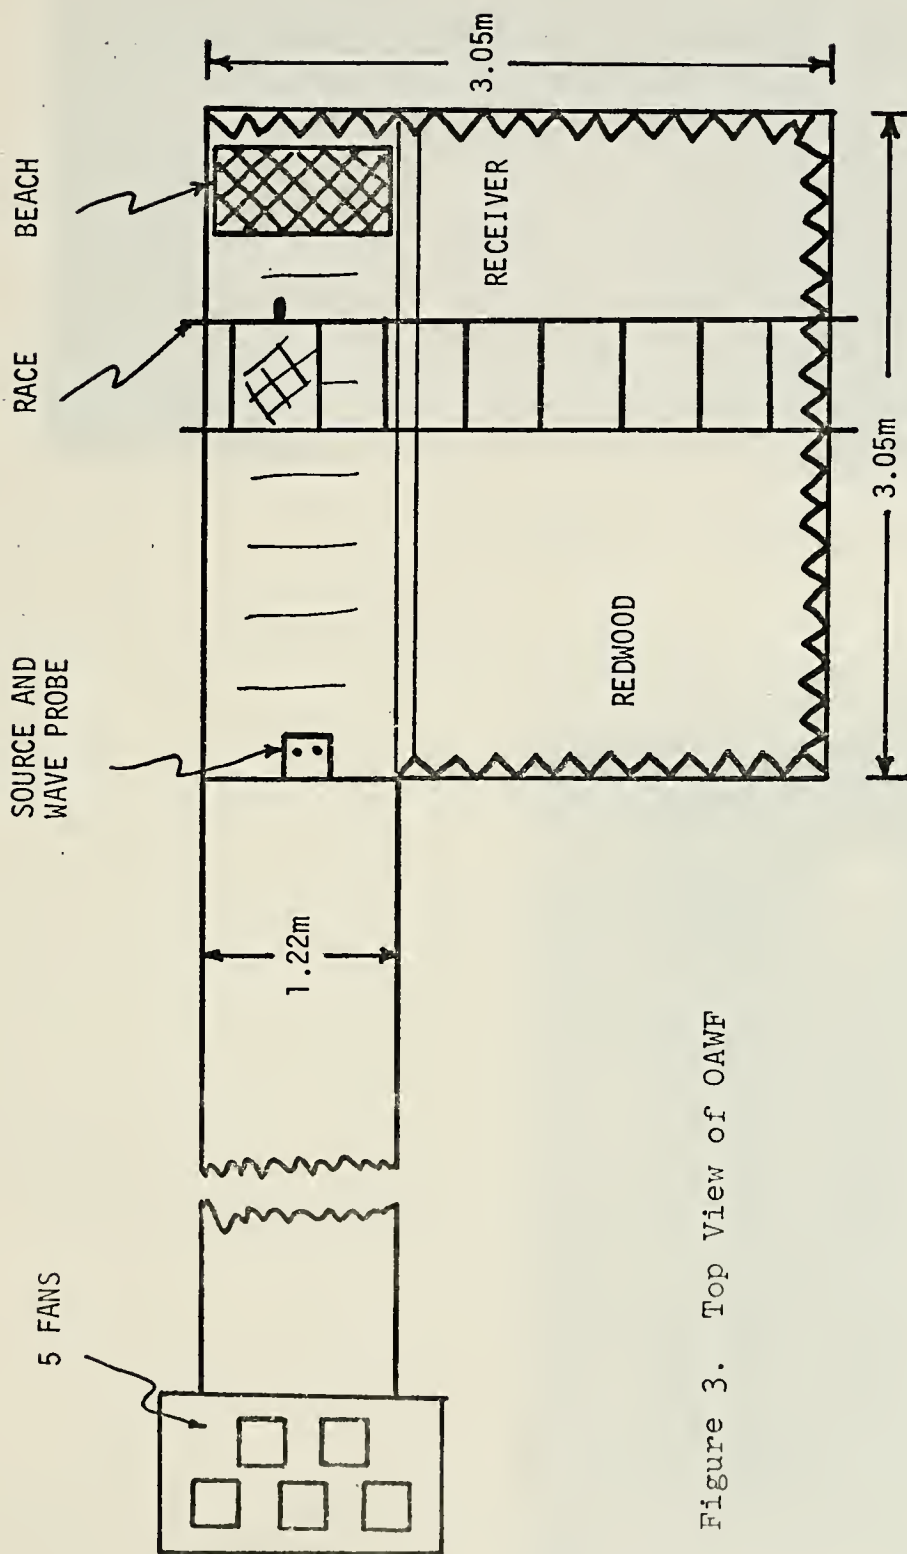 5 FANS
SOURCE AND
WAVE PROBE
RACE
BEACH
3.05m
1.22m
RECEIVER
REDWOOD
3.05m
Figure 3. Top View of OAWF